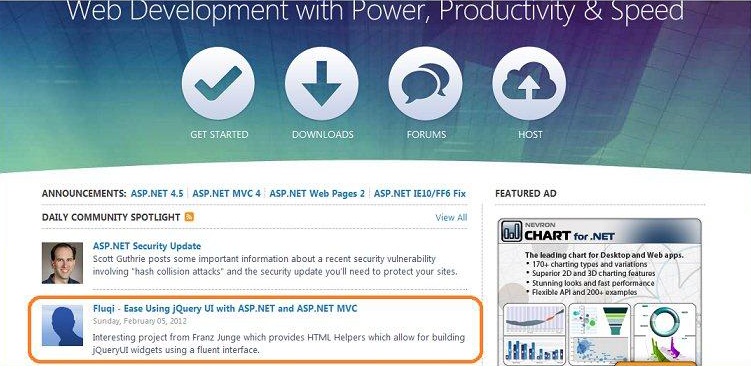 Web Development with Power, Productivity & Speed
GET STARTED
DOWNLOADS
FORUMS
HOST
ANNOUNCEMENTS: ASP.NET 4.5 | ASP.NET MVC 4 | ASP.NET Web Pages 2 | ASP.NET IE10/FF6 Fix
DAILY COMMUNITY SPOTLIGHT
View All
ASP.NET Security Update
Scott Guthrie posts some important information about a recent security vulnerability
involving "hash collision attacks" and the security update you'll need to protect your sites.
Fluqi - Ease Using jQuery UI with ASP.NET and ASP.NET MVC
Sunday, February 05, 2012
Interesting project from Franz Junge which provides HTML Helpers which allow for building
jQueryUI widgets using a fluent interface.
FEATURED AD
NEVRON
CHART for .NET
The leading chart for Desktop and Web apps.
• 170+ charting types and variations
• Superior 2D and 3D charting features
• Stunning looks and fast performance
• Flexible API and 200+ examples